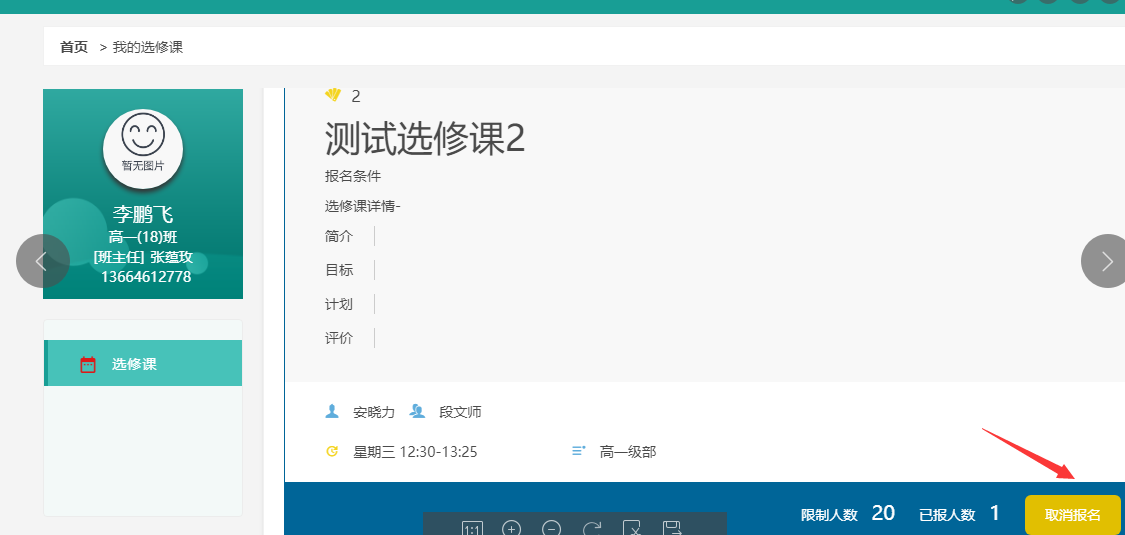 首页 > 我的选修课
暂无图片
李鹏飞
高一(18)班
[班主任] 张蕴玫
13664612778
选修课
2
测试选修课2
报名条件
选修课详情-
简介
目标
计划
评价
安晓力 段文师
星期三 12:30-13:25 高一级部
限制人数 20 已报人数 1 取消报名
1:1